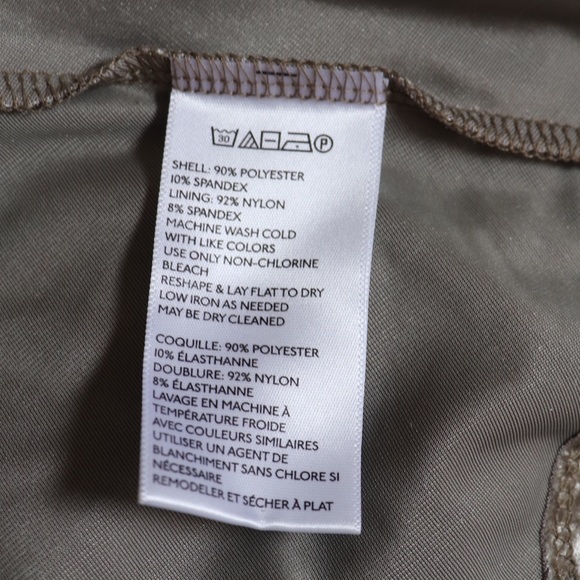 30 P
SHELL: 90% POLYESTER
10% SPANDEX
LINING: 92% NYLON
8% SPANDEX
MACHINE WASH COLD
WITH LIKE COLORS
USE ONLY NON-CHLORINE
BLEACH
RESHAPE & LAY FLAT TO DRY
LOW IRON AS NEEDED
MAY BE DRY CLEANED
COQUILLE: 90% POLYESTER
10% ÉLASTHANNE
DOUBLURE: 92% NYLON
8% ÉLASTHANNE
LAVAGE EN MACHINE À
TEMPÉRATURE FROIDE
AVEC COULEURS SIMILAIRES
UTILISER UN AGENT DE
BLANCHIMENT SANS CHLORE SI
NÉCESSAIRE
REMODELER ET SÉCHER À PLAT